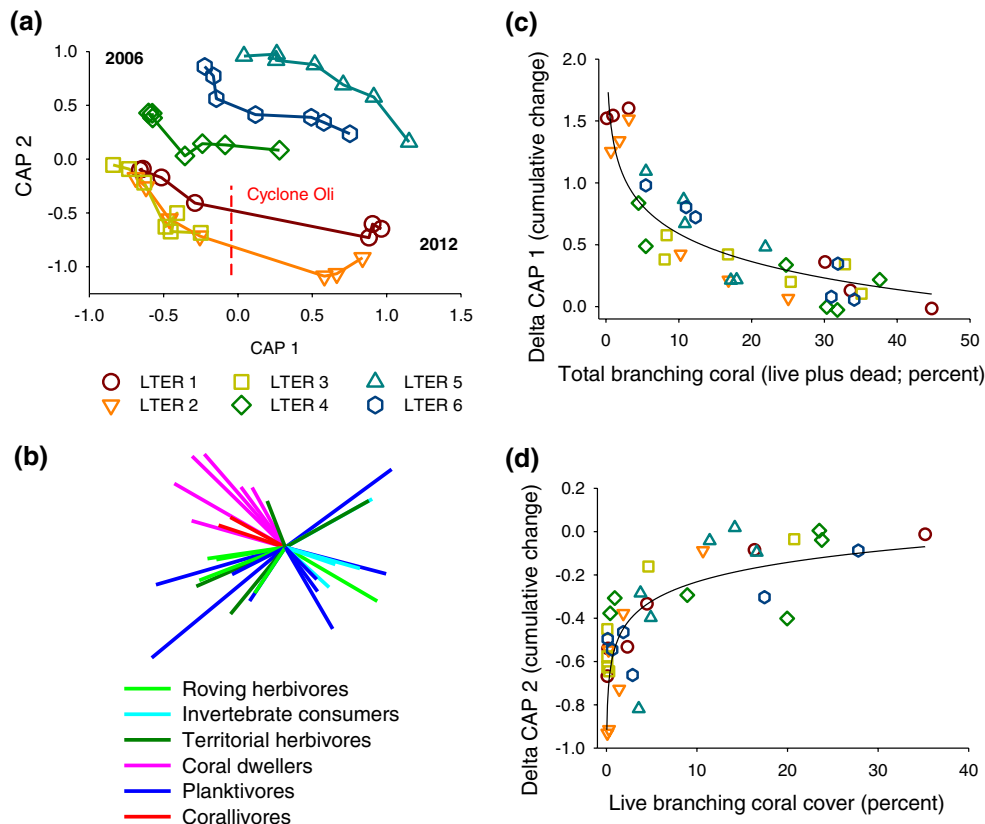 (a)
CAP 2
1.0
0.5
0.0
-0.5
-1.0
2006
Cyclone Oli
2012
-1.0 -0.5 0.0 0.5 1.0 1.5
CAP 1
LTER 1 LTER 3 LTER 5
LTER 2 LTER 4 LTER 6
(b)
Roving herbivores
Invertebrate consumers
Territorial herbivores
Coral dwellers
Planktivores
Corallivores
(c)
Delta CAP 1 (cumulative change)
2.0
1.5
1.0
0.5
0.0
0 10 20 30 40 50
Total branching coral (live plus dead; percent)
(d)
Delta CAP 2 (cumulative change)
0.2
0.0
-0.2
-0.4
-0.6
-0.8
-1.0
0 10 20 30 40
Live branching coral cover (percent)